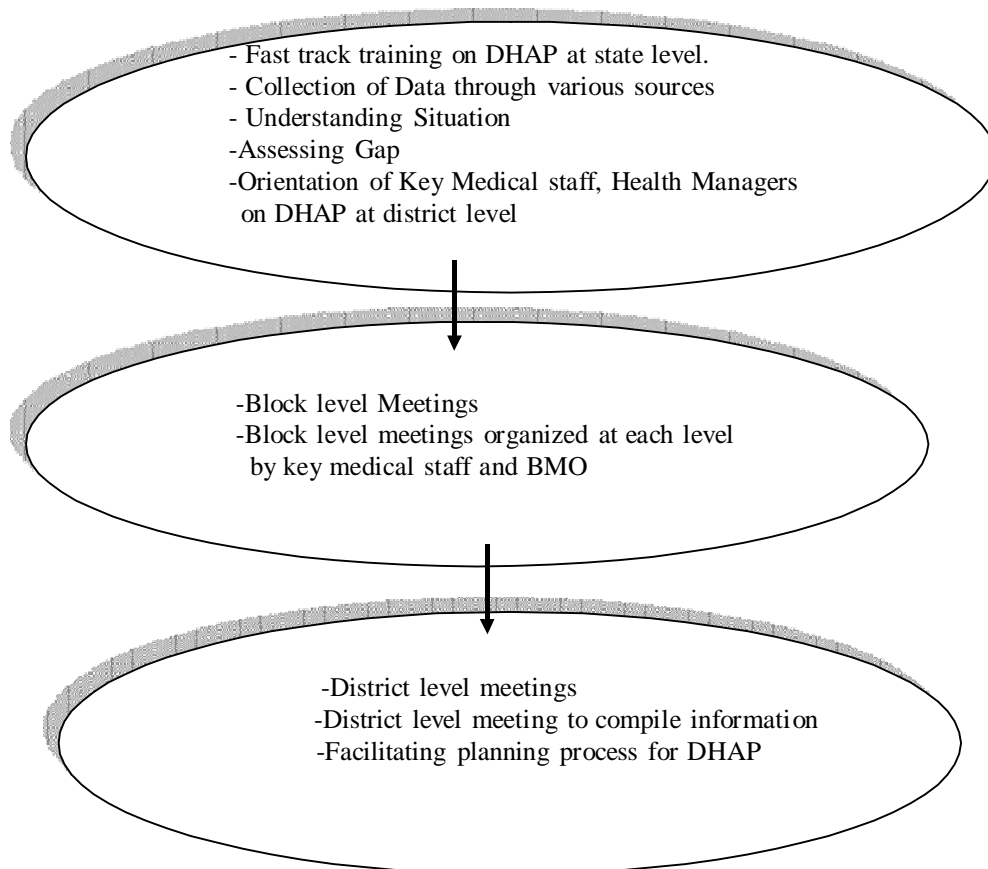 - Fast track training on DHAP at state level.
- Collection of Data through various sources
- Understanding Situation
-Assessing Gap
-Orientation of Key Medical staff, Health Managers
on DHAP at district level
-Block level Meetings
-Block level meetings organized at each level
by key medical staff and BMO
-District level meetings
-District level meeting to compile information
-Facilitating planning process for DHAP